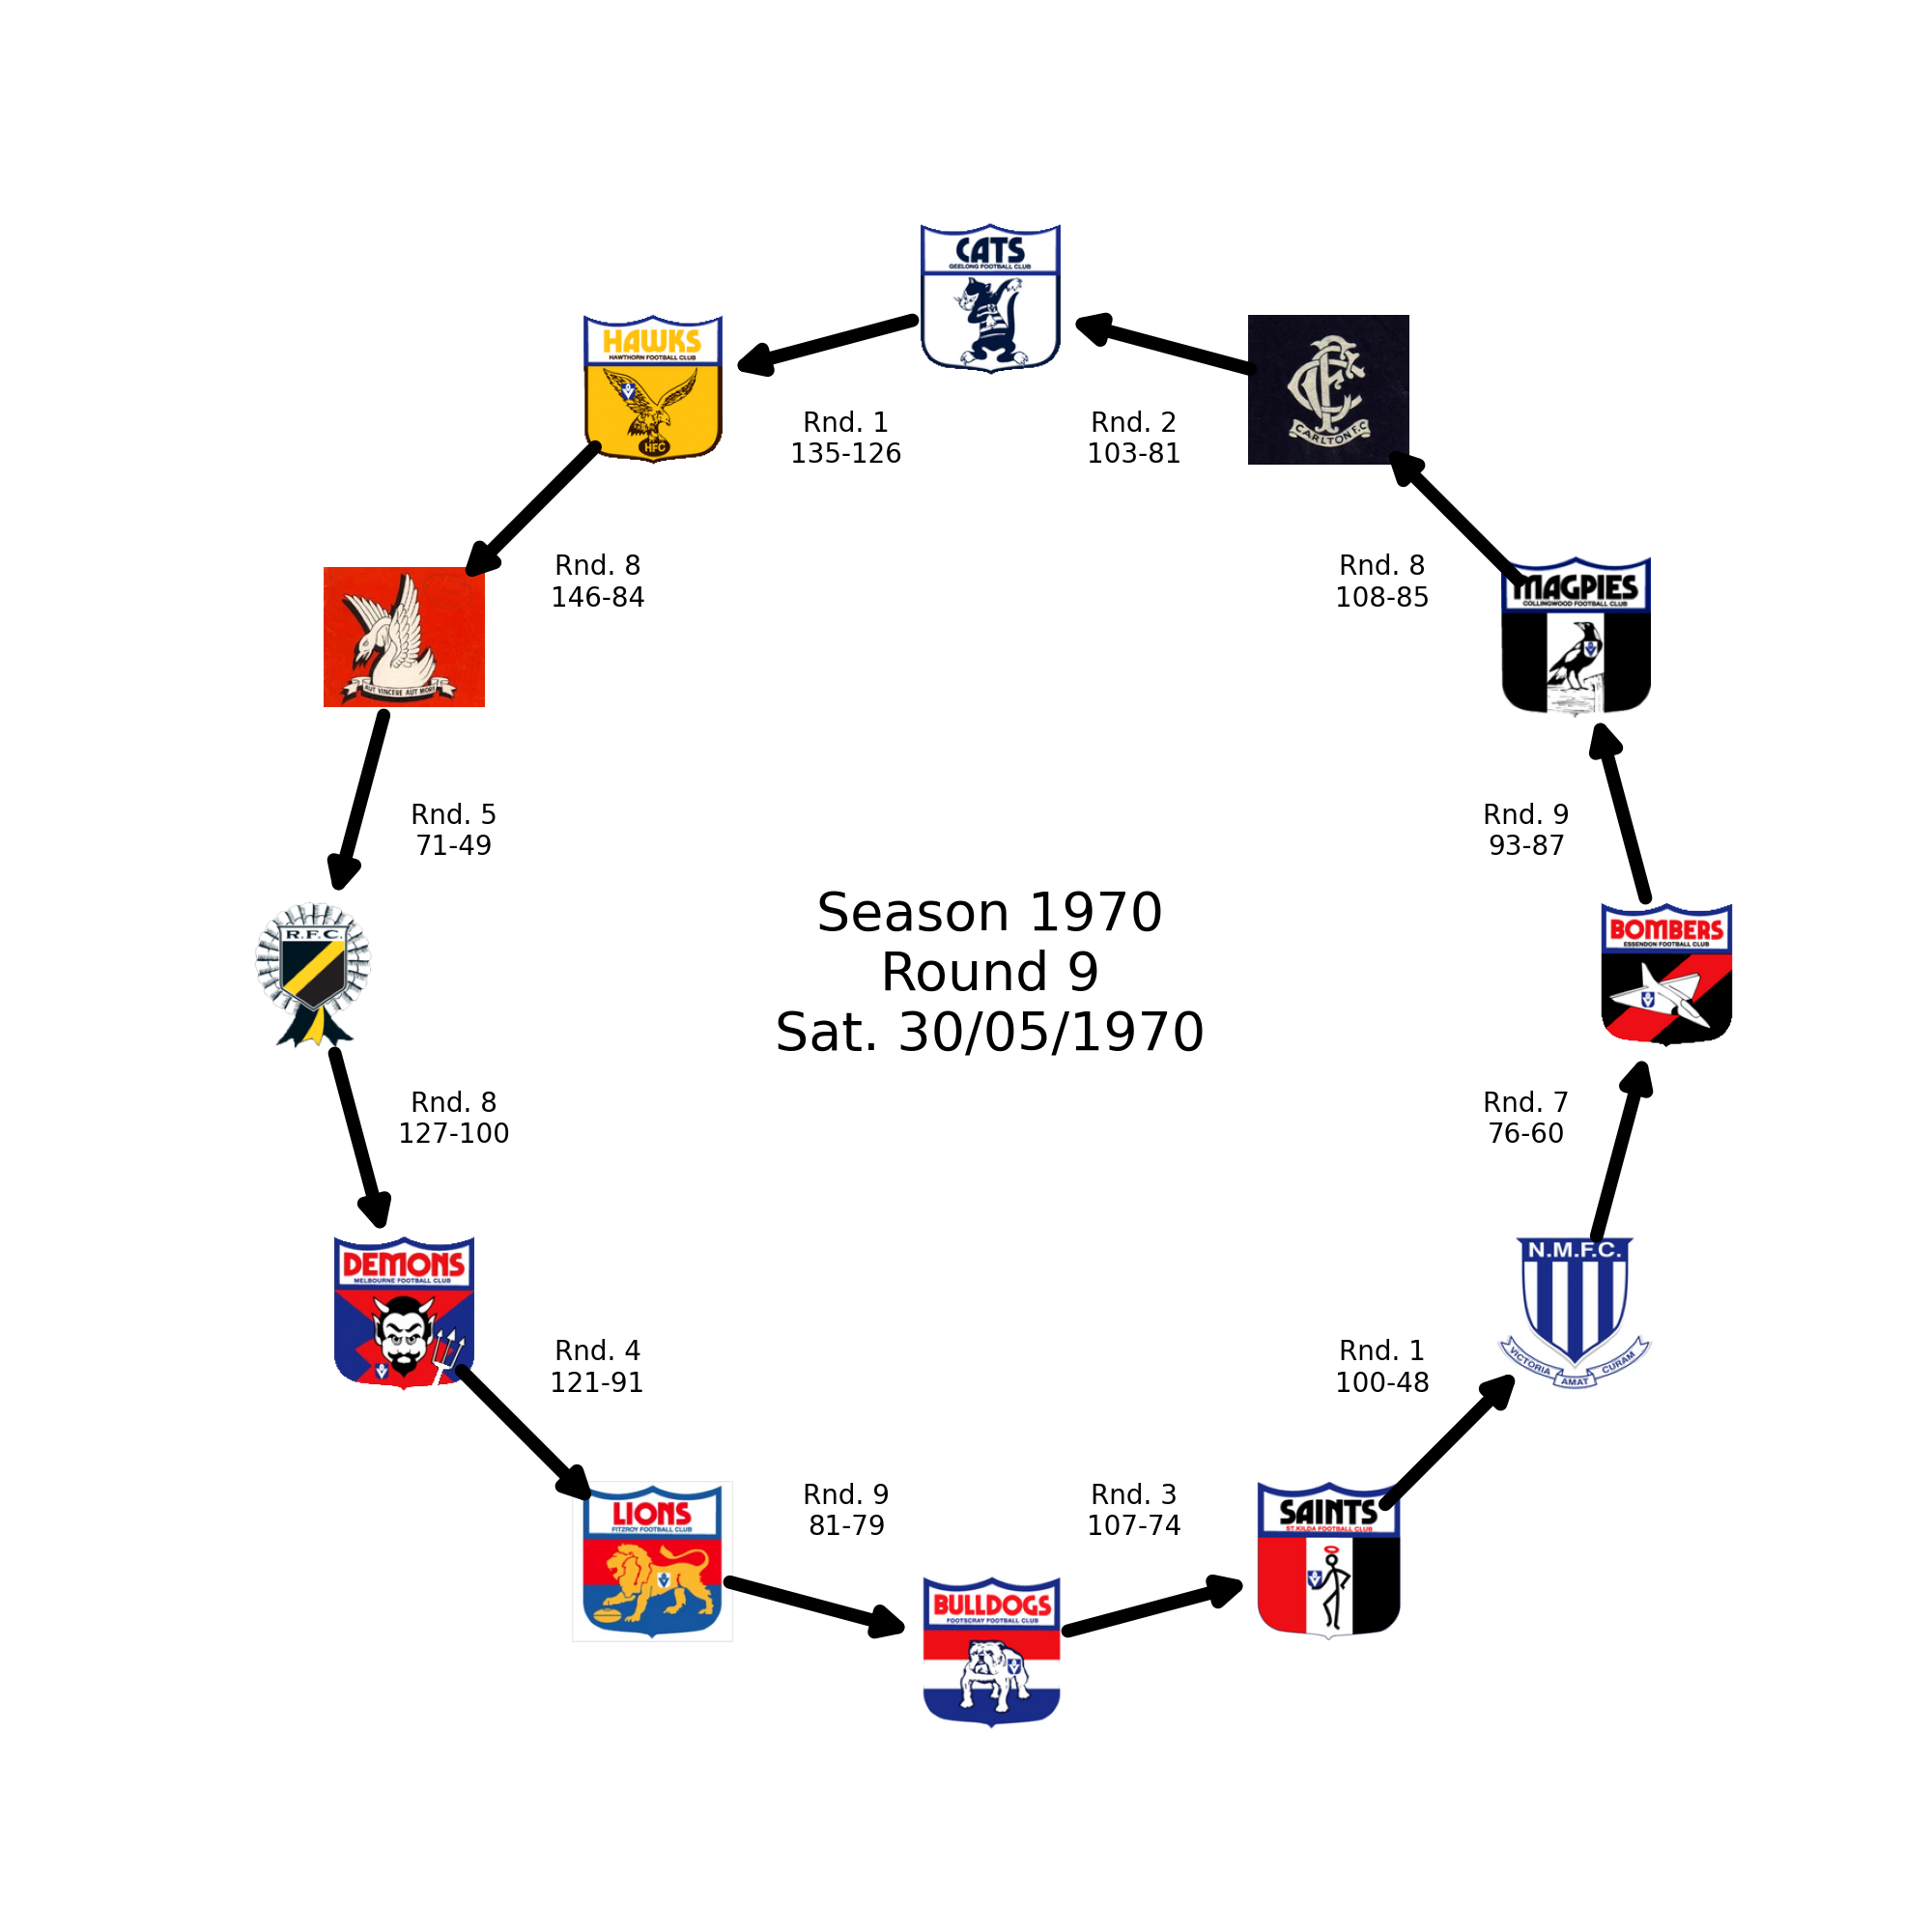 CATS
GEELONG FOOTBALL CLUB
HAWKS
HAWTHORN FOOTBALL CLUB
HFC
CARLTON F.C
Rnd. 1
135-126
Rnd. 2
103-81
Rnd. 8
146-84
Rnd. 8
108-85
MAGPIES
COLLINGWOOD FOOTBALL CLUB
AUT VINCERE AUT MORI
Rnd. 5
71-49
Rnd. 9
93-87
Season 1970
Round 9
Sat. 30/05/1970
R.F.C.
BOMBERS
ESSENDON FOOTBALL CLUB
Rnd. 8
127-100
Rnd. 7
76-60
DEMONS
MELBOURNE FOOTBALL CLUB
N.M.F.C.
VICTORIA AMAT CURAM
Rnd. 4
121-91
Rnd. 1
100-48
LIONS
FITZROY FOOTBALL CLUB
Rnd. 9
81-79
Rnd. 3
107-74
SAINTS
ST.KILDA FOOTBALL CLUB
BULLDOGS
FOOTSCRAY FOOTBALL CLUB